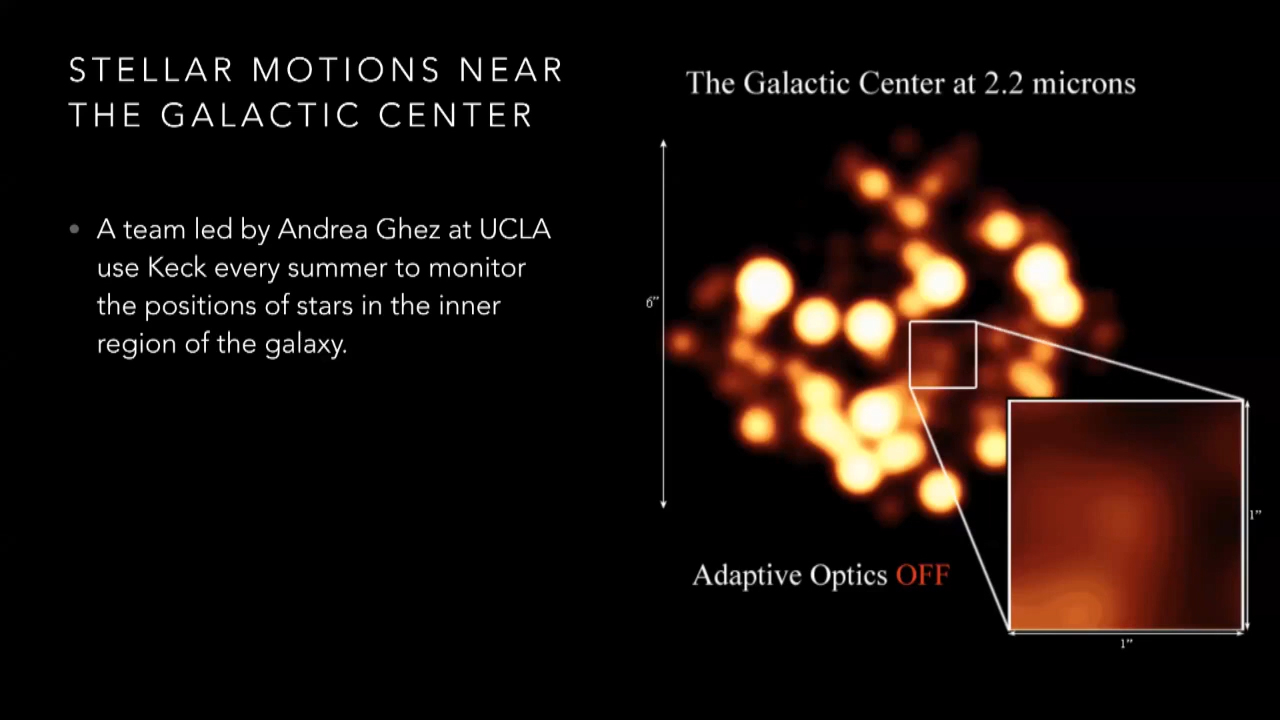 STELLAR MOTIONS NEAR
THE GALACTIC CENTER
• A team led by Andrea Ghez at UCLA
use Keck every summer to monitor
the positions of stars in the inner
region of the galaxy.
The Galactic Center at 2.2 microns
6"
Adaptive Optics OFF
1"
1"